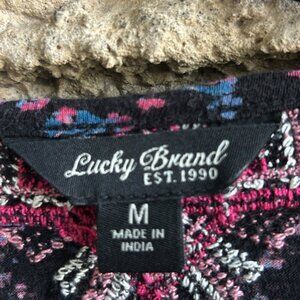 Lucky Brand
EST. 1990
M
MADE IN
INDIA